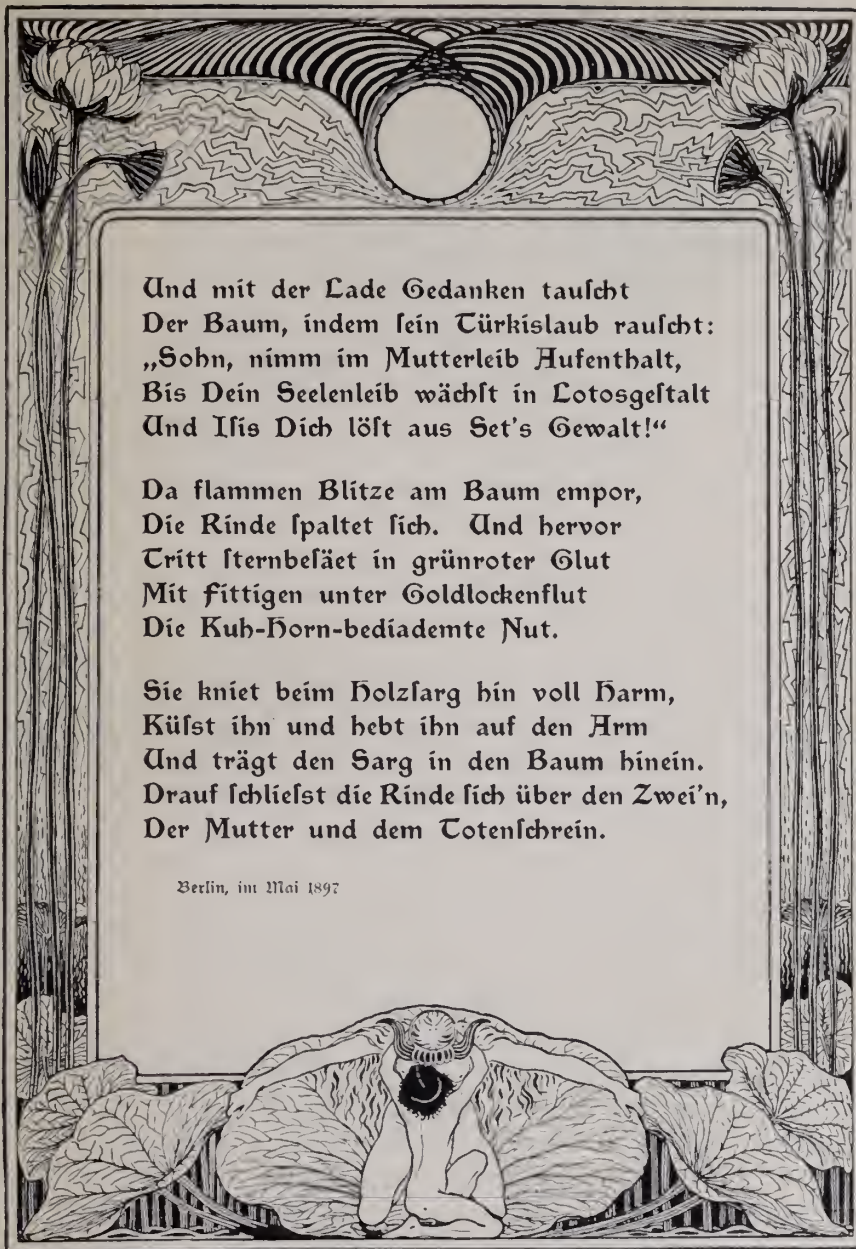 Und mit der Lade Gedanken tauſcht
Der Baum, indem ſein Türkislaub rauſcht:
„Sohn, nimm im Mutterleib Aufenthalt,
Bis Dein Seelenleib wächſt in Lotosgeſtalt
Und Iſis Dich löſt aus Set's Gewalt!“
Da flammen Blitze am Baum empor,
Die Rinde ſpaltet ſich. Und hervor
Tritt ſternbeſäet in grünroter Glut
Mit Fittigen unter Goldlockenflut
Die Kuh-Horn-bediademte Nut.
Sie kniet beim Holzſarg hin voll Harm,
Küſst ihn und hebt ihn auf den Arm
Und trägt den Sarg in den Baum hinein.
Drauf ſchlieſst die Rinde ſich über den Zwei'n,
Der Mutter und dem Totenſchrein.
Berlin, im Mai 1897